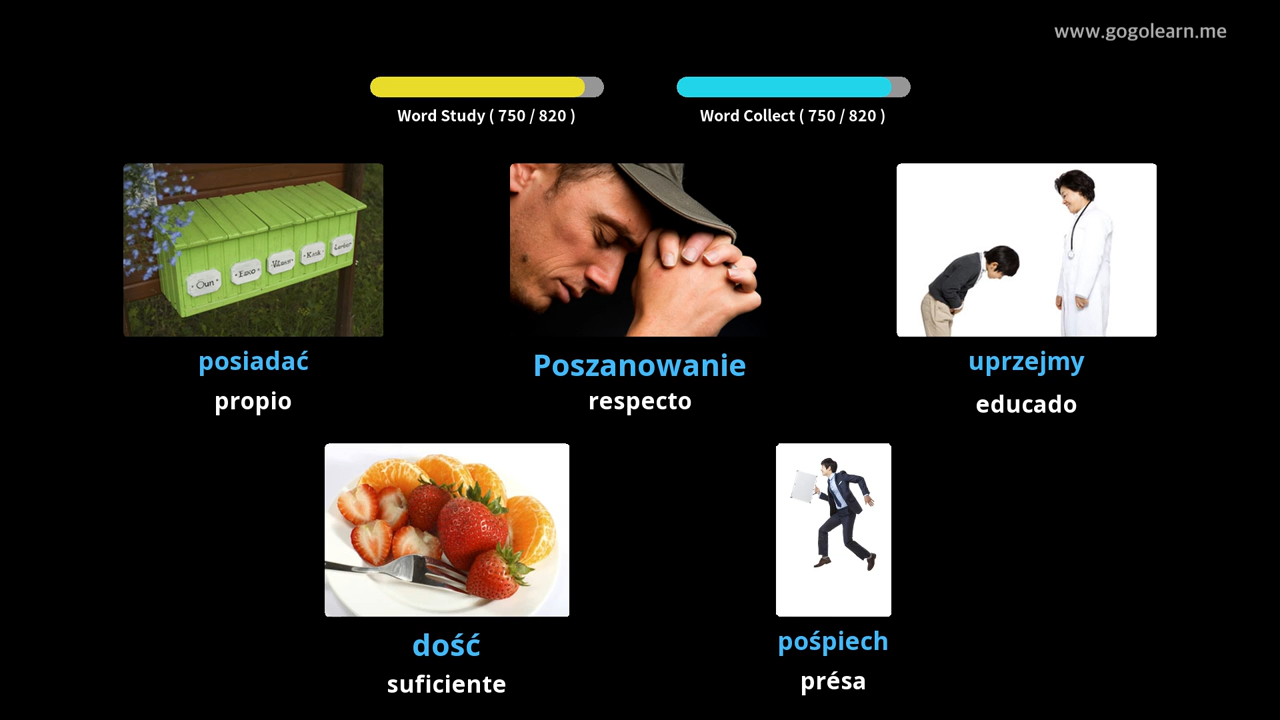 www.gogolearn.me
Word Study ( 750 / 820 )
Word Collect ( 750 / 820 )
posiadać
propio
Poszanowanie
respecto
uprzejmy
educado
dość
suficiente
pośpiech
présa